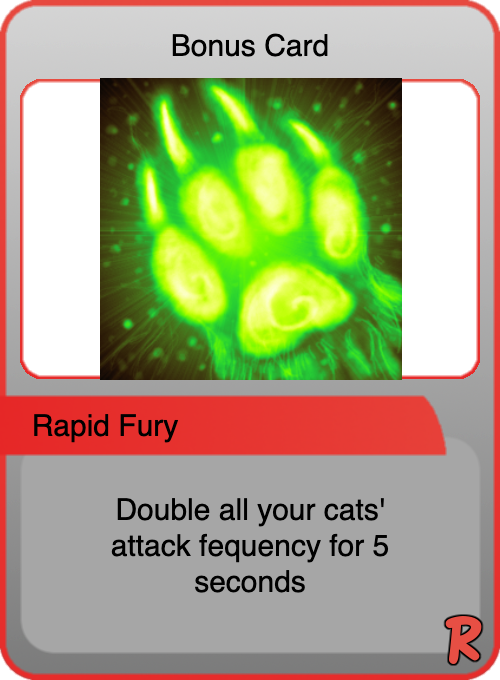 Bonus Card
Rapid Fury
Double all your cats'
attack fequency for 5
seconds
R